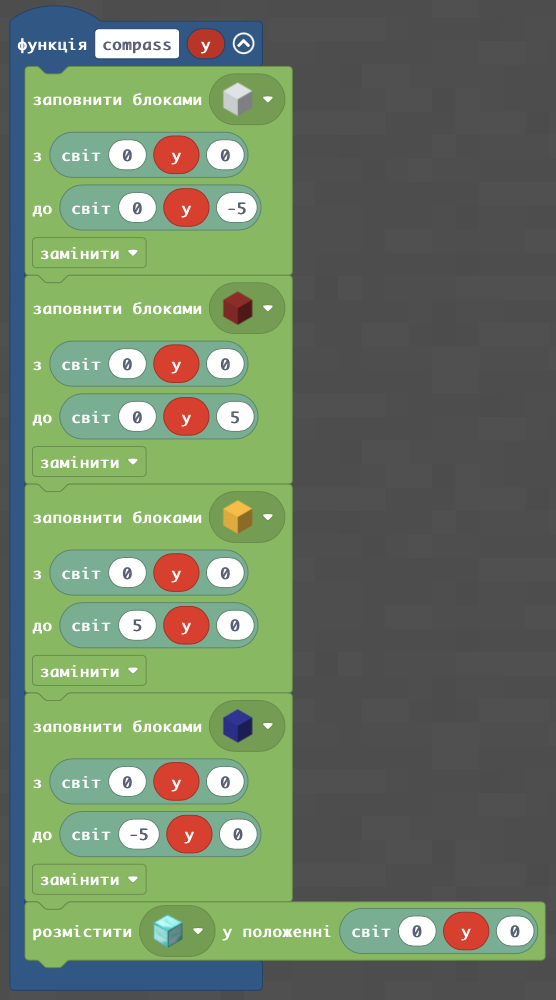 функція compass y
заповнити блоками
з світ 0 y 0
до світ 0 y -5
замінити
заповнити блоками
з світ 0 y 0
до світ 0 y 5
замінити
заповнити блоками
з світ 0 y 0
до світ 5 y 0
замінити
заповнити блоками
з світ 0 y 0
до світ -5 y 0
замінити
розмістити у положенні світ 0 y 0